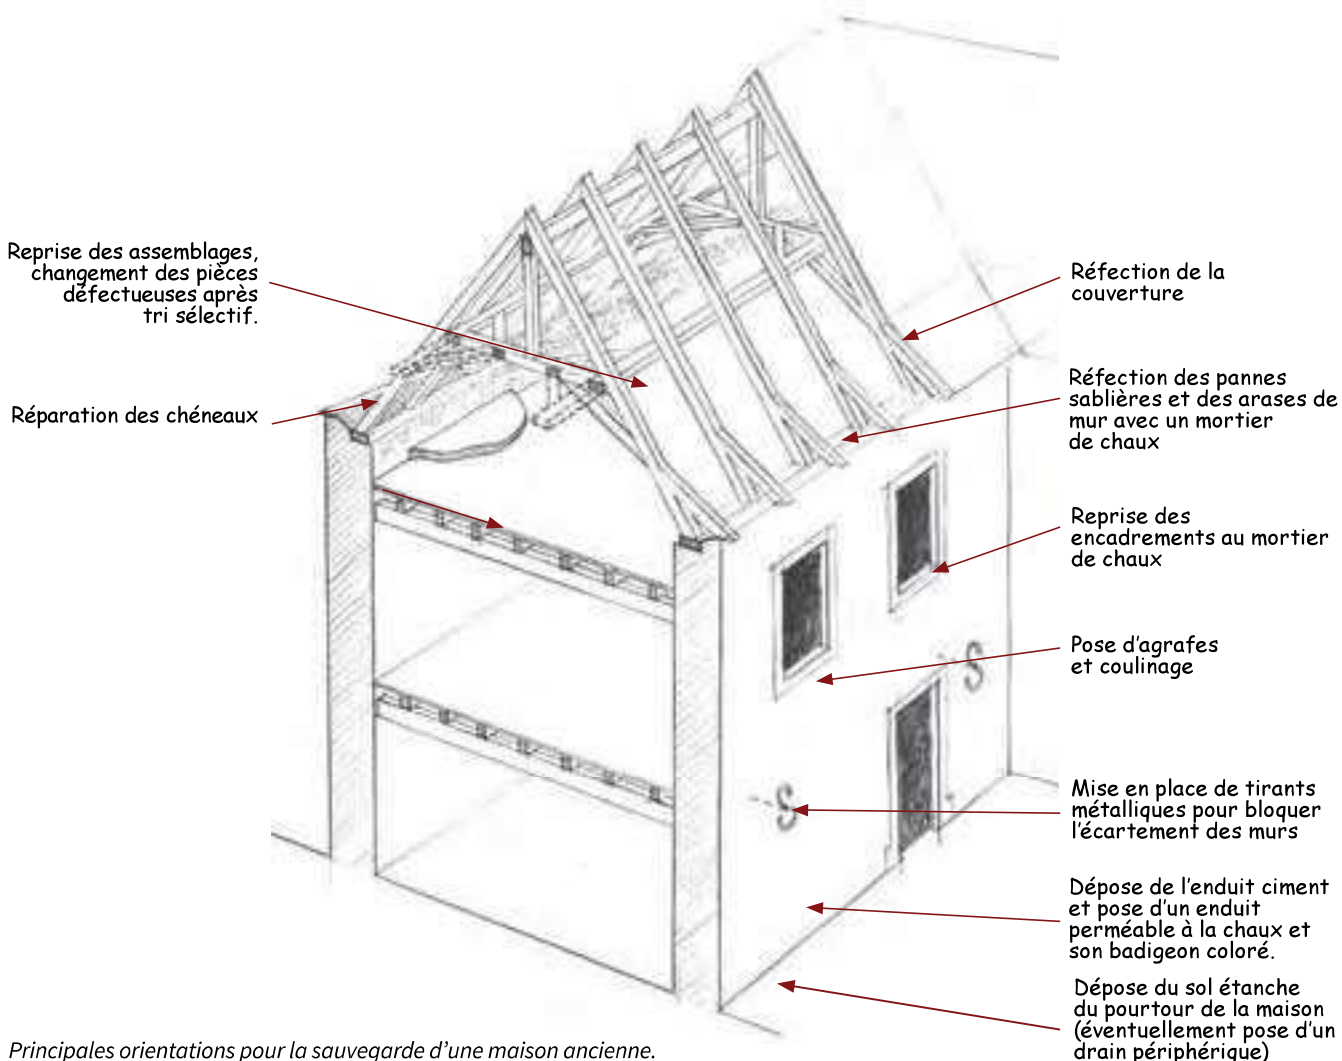 Reprise des assemblages,
changement des pièces
défectueuses après
tri sélectif.
Réparation des chéneaux
Réfection de la
couverture
Réfection des pannes
sablières et des arases de
mur avec un mortier
de chaux
Reprise des
encadrements au mortier
de chaux
Pose d'agrafes
et coulinage
Mise en place de tirants
métalliques pour bloquer
l'écartement des murs
Dépose de l'enduit ciment
et pose d'un enduit
perméable à la chaux et
son badigeon coloré.
Dépose du sol étanche
du pourtour de la maison
(éventuellement pose d'un
drain périphérique)
Principales orientations pour la sauvegarde d'une maison ancienne.